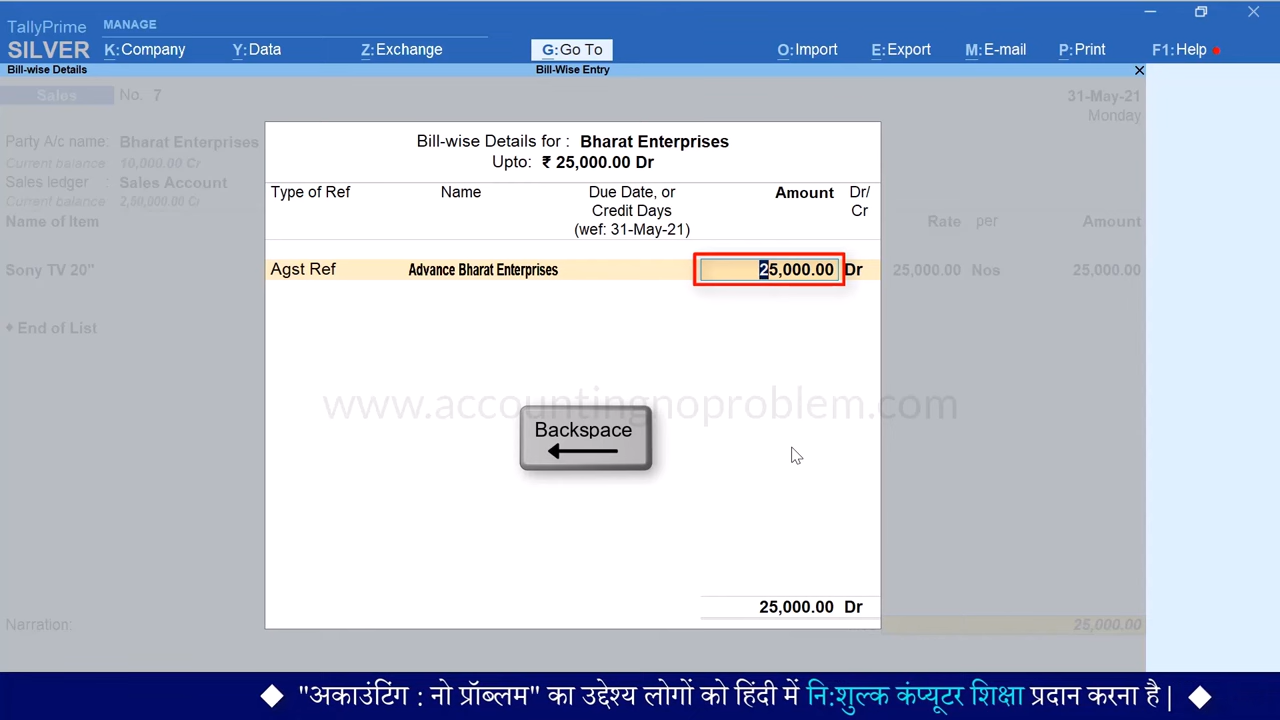 TallyPrime
MANAGE
SILVER
K:Company
Y:Data
Z:Exchange
G:Go To
O:Import
E:Export
M:E-mail
P:Print
F1:Help
Bill-wise Details
Bill-Wise Entry
Sales No. 7
31-May-21
Monday
Party A/c name: Bharat Enterprises
Current balance : 10,000.00 Cr
Sales ledger : Sales Account
Current balance : 2,50,000.00 Cr
Name of Item
Rate per Amount
Sony TV 20" 25,000.00 Nos 25,000.00
♦ End of List
Narration:
25,000.00
Bill-wise Details for : Bharat Enterprises
Upto: ₹ 25,000.00 Dr
Type of Ref Name Due Date, or Amount Dr/
Credit Days Cr
(wef: 31-May-21)
Agst Ref Advance Bharat Enterprises 25,000.00 Dr
www.accountingnoproblem.com
Backspace
25,000.00 Dr
"अकाउंटिंग : नो प्रॉब्लम" का उद्देश्य लोगों को हिंदी में नि:शुल्क कंप्यूटर शिक्षा प्रदान करना है |